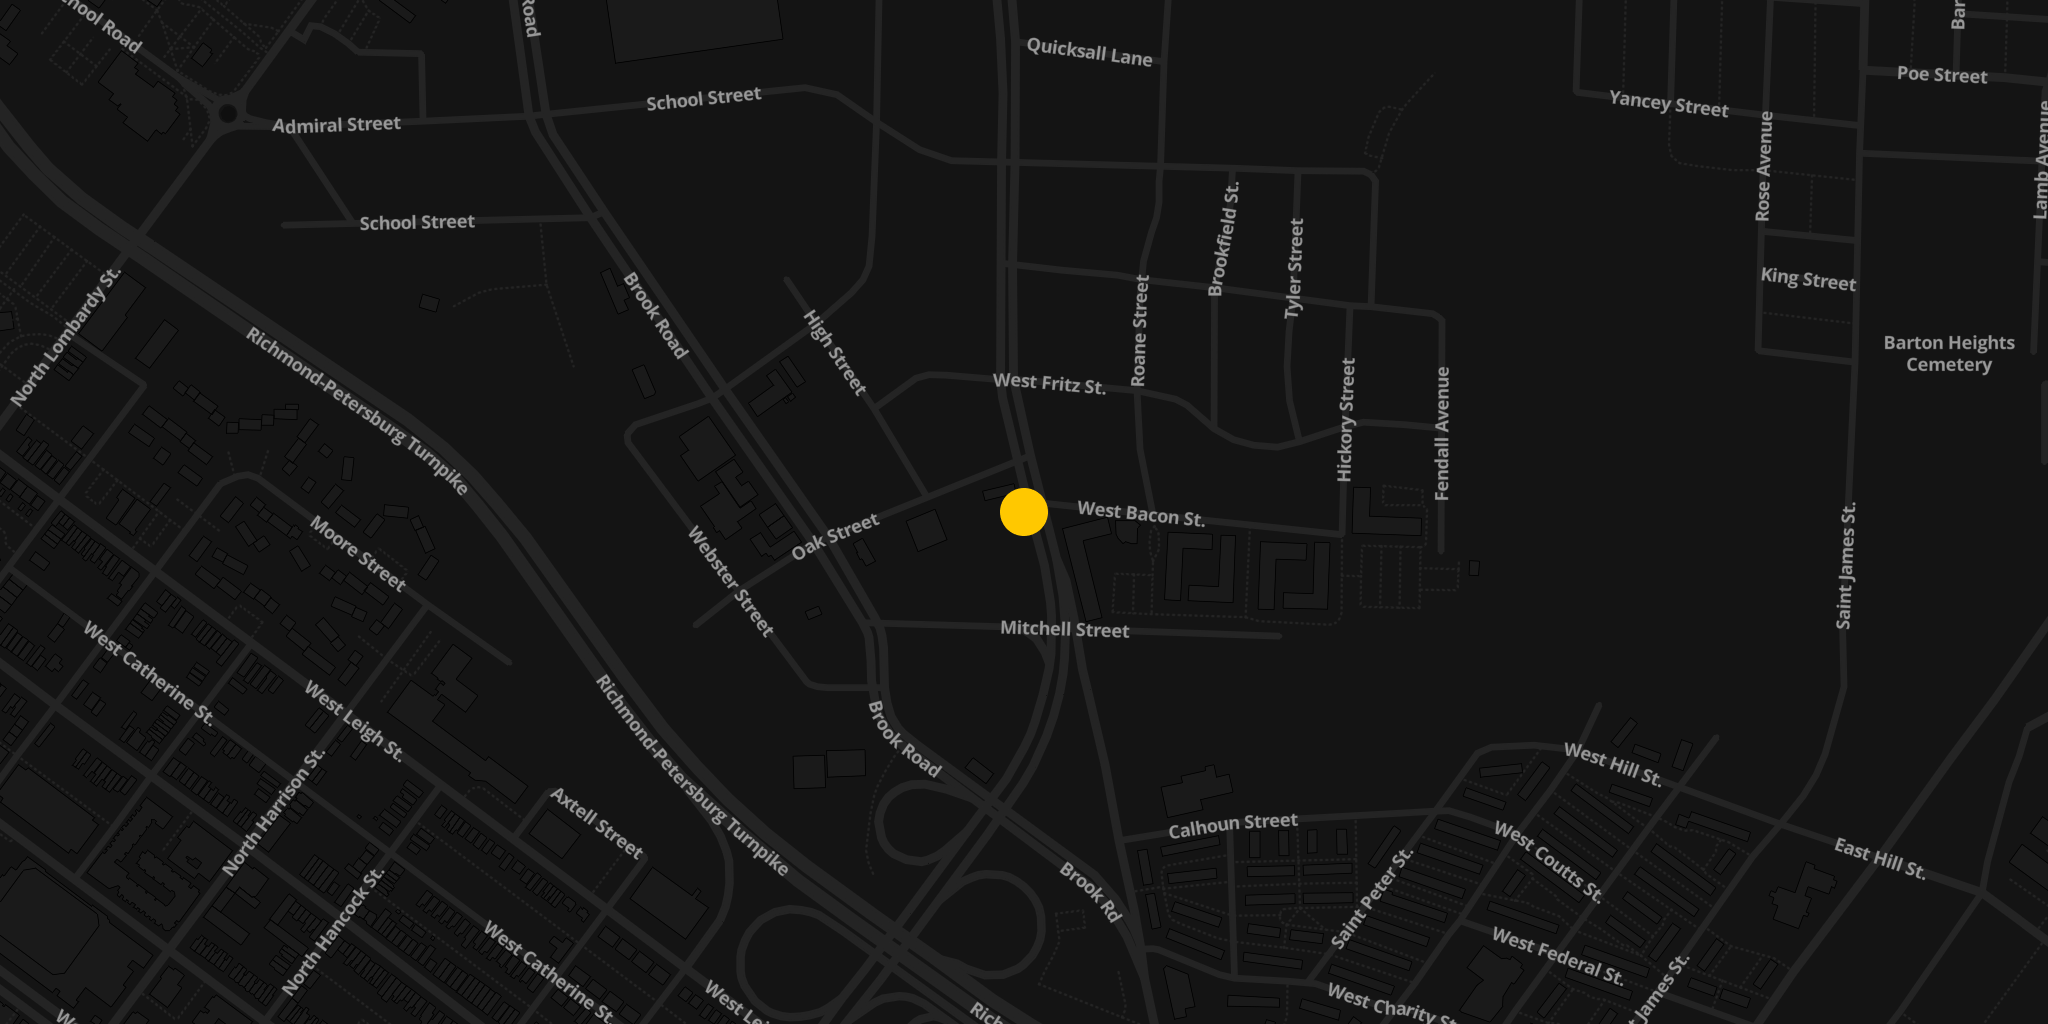 Road
Quicksall Lane
School Street
Admiral Street
School Street
Yancey Street
Poe Street
Rose Avenue
Lamb Avenue
King Street
Barton Heights
Cemetery
Brookfield St.
Tyler Street
Roane Street
North Lombardy St.
Richmond-Petersburg Turnpike
Brook Road
High Street
West Fritz St.
Hickory Street
Fendall Avenue
West Bacon St.
Oak Street
Webster Street
Moore Street
Mitchell Street
Saint James St.
West Catherine St.
West Leigh St.
North Harrison St.
Richmond-Petersburg Turnpike
Brook Road
West Hill St.
East Hill St.
Calhoun Street
West Coutts St.
Axtell Street
North Hancock St.
Brook Rd
Saint Peter St.
West Catherine St.
West Federal St.
West Charity St
James St.